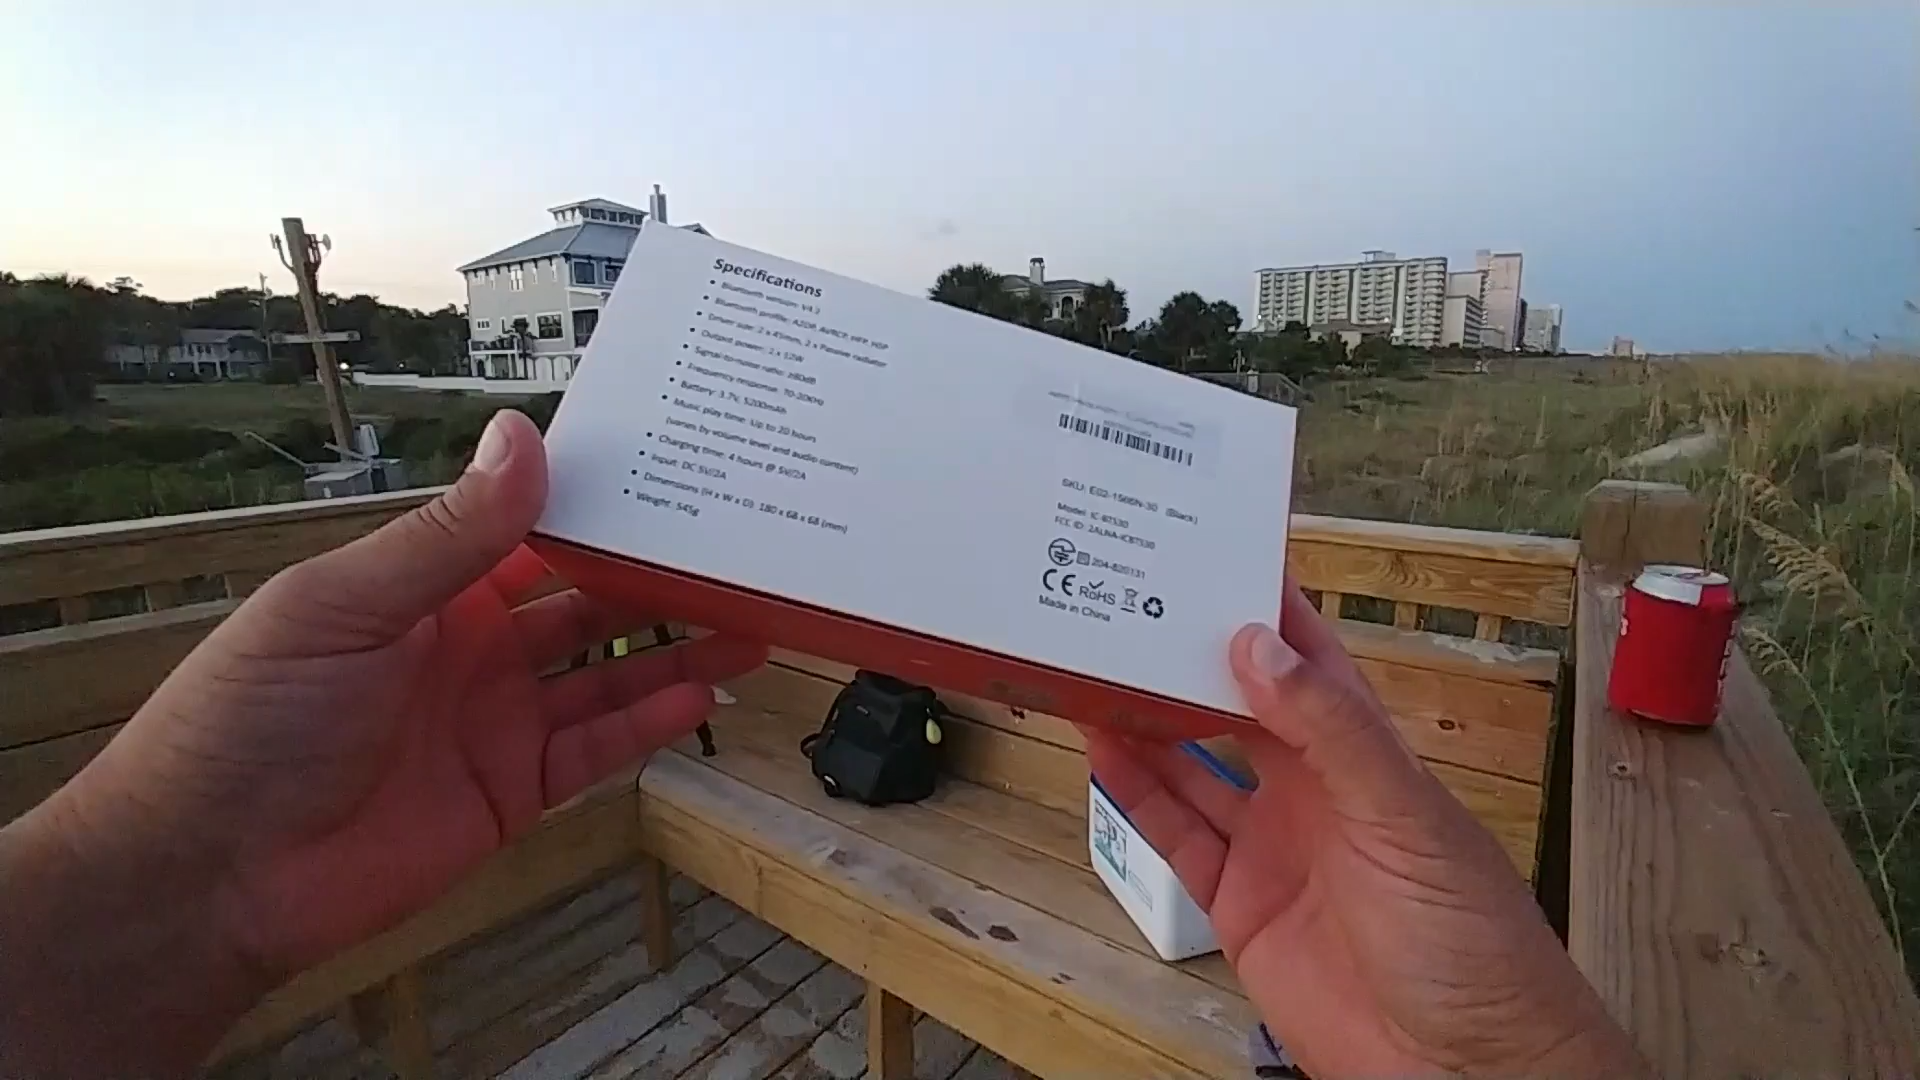 Specifications
• Bluetooth version: V4.2
• Bluetooth profile: A2DP, AVRCP, HFP, HSP
• Driver size: 2 x 45mm, 2 x Passive radiator
• Output power: 2 x 12W
• Signal-to-noise ratio: ≥80dB
• Frequency response: 70-20KHz
• Battery: 3.7V, 5200mAh
• Music play time: Up to 20 hours
(varies by volume level and audio content)
• Charging time: 4 hours @ 5V/2A
• Input: DC 5V/2A
• Dimensions (H x W x D): 180 x 68 x 68 (mm)
• Weight: 545g
SKU: E02-1566N-30 (Black)
Model: IC-BTS30
FCC ID: 2ALNA-ICBTS30
204-820131
CE RoHS
Made in China